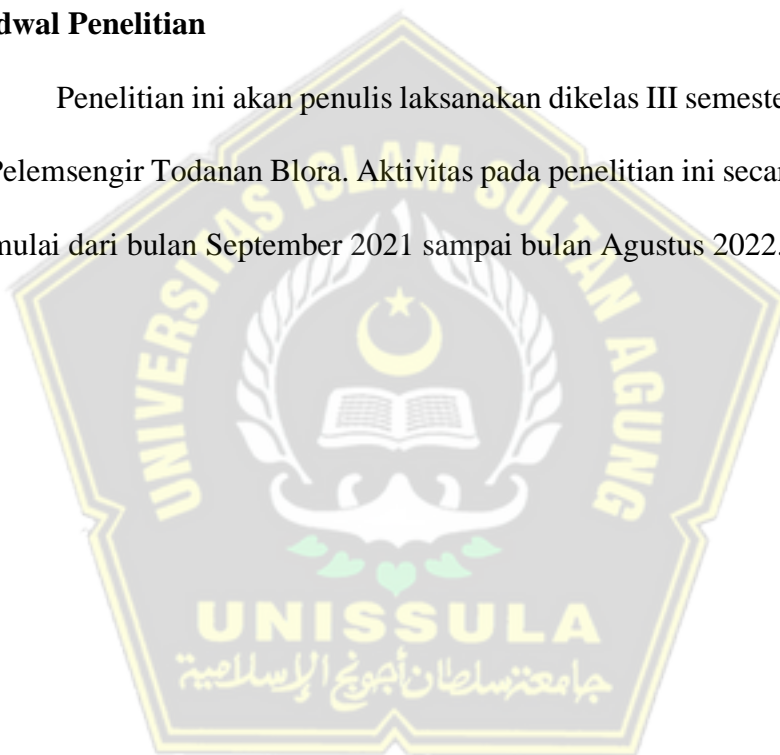 dwal Penelitian
Penelitian ini akan penulis laksanakan dikelas III semeste
Pelemsengir Todanan Blora. Aktivitas pada penelitian ini secar
mulai dari bulan September 2021 sampai bulan Agustus 2022.
UNIVERSITAS ISLAM SULTAN AGUNG
UNISSULA
جامعة سلطان أجونج الإسلامية